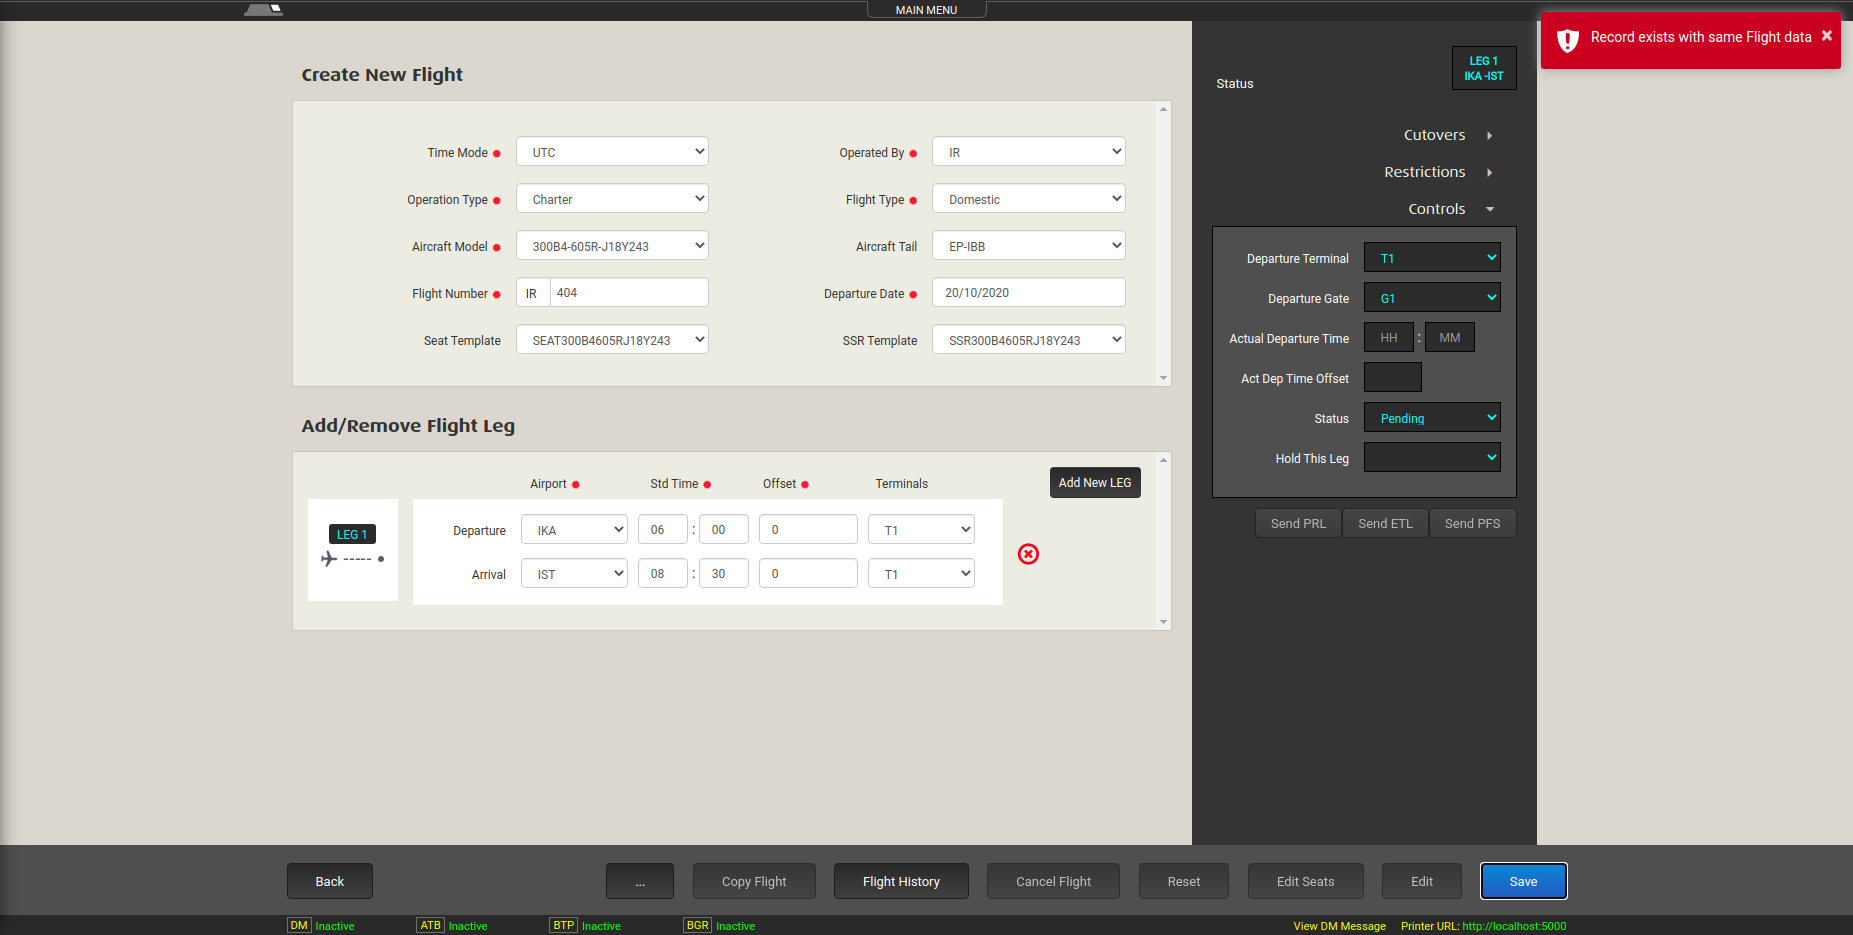 MAIN MENU
Record exists with same Flight data ×
Create New Flight
Time Mode UTC Operated By IR
Operation Type Charter Flight Type Domestic
Aircraft Model 300B4-605R-J18Y243 Aircraft Tail EP-IBB
Flight Number IR 404 Departure Date 20/10/2020
Seat Template SEAT300B4605RJ18Y243 SSR Template SSR300B4605RJ18Y243
Add/Remove Flight Leg
Airport Std Time Offset Terminals Add New LEG
LEG 1
Departure IKA 06 : 00 0 T1
Arrival IST 08 : 30 0 T1
Status
LEG 1
IKA -IST
Cutovers
Restrictions
Controls
Departure Terminal T1
Departure Gate G1
Actual Departure Time HH : MM
Act Dep Time Offset
Status Pending
Hold This Leg
Send PRL Send ETL Send PFS
Back ... Copy Flight Flight History Cancel Flight Reset Edit Seats Edit Save
DM Inactive ATB Inactive BTP Inactive BGR Inactive View DM Message Printer URL: http://localhost:5000